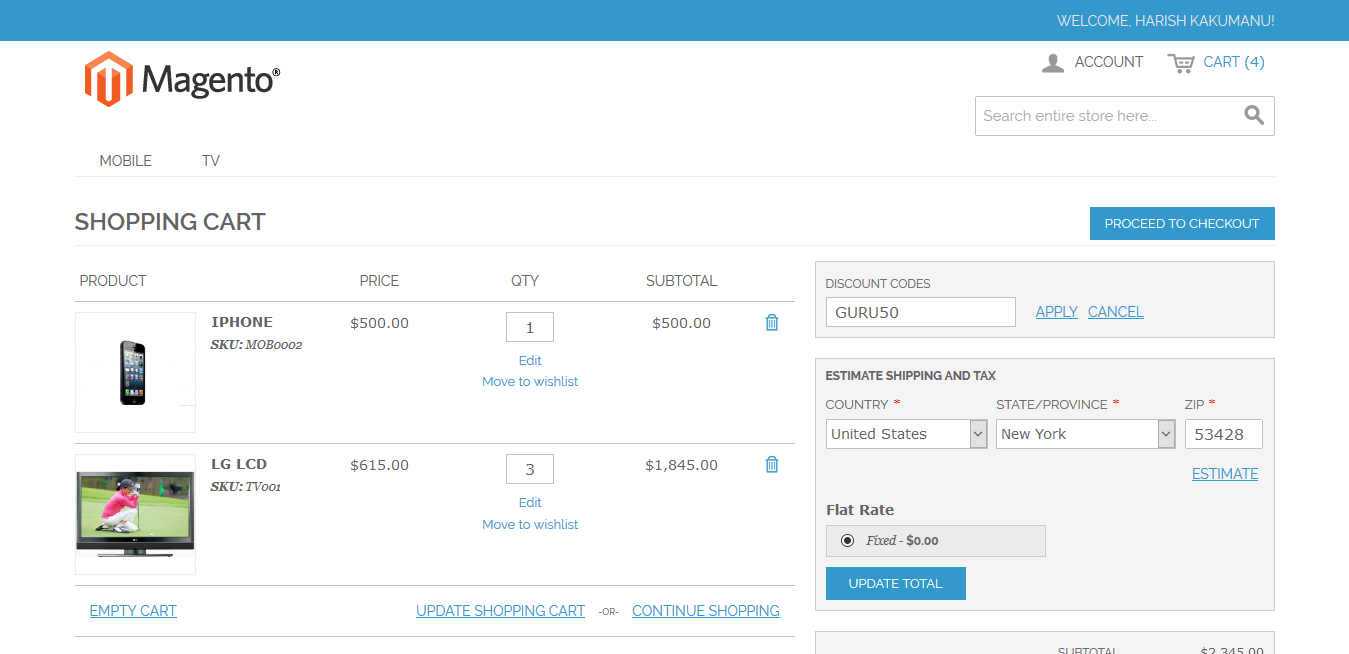 WELCOME, HARISH KAKUMANU!
Magento®
ACCOUNT
CART (4)
Search entire store here...
MOBILE
TV
SHOPPING CART
PROCEED TO CHECKOUT
PRODUCT PRICE QTY SUBTOTAL
IPHONE $500.00 1 $500.00
SKU: MOB0002
Edit
Move to wishlist
LG LCD $615.00 3 $1,845.00
SKU: TV001
Edit
Move to wishlist
EMPTY CART UPDATE SHOPPING CART -OR- CONTINUE SHOPPING
DISCOUNT CODES
GURU50 APPLY CANCEL
ESTIMATE SHIPPING AND TAX
COUNTRY * STATE/PROVINCE * ZIP *
United States New York 53428
ESTIMATE
Flat Rate
Fixed - $0.00
UPDATE TOTAL
SUBTOTAL $2,345.00